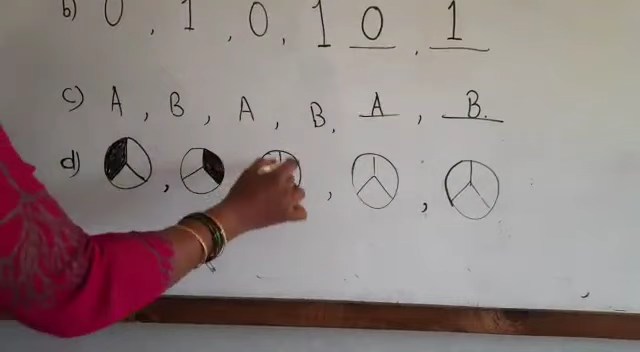 b) 0 , 1 , 0 , 1 0 , 1
c) A , B , A , B, A , B.
d) , , ,